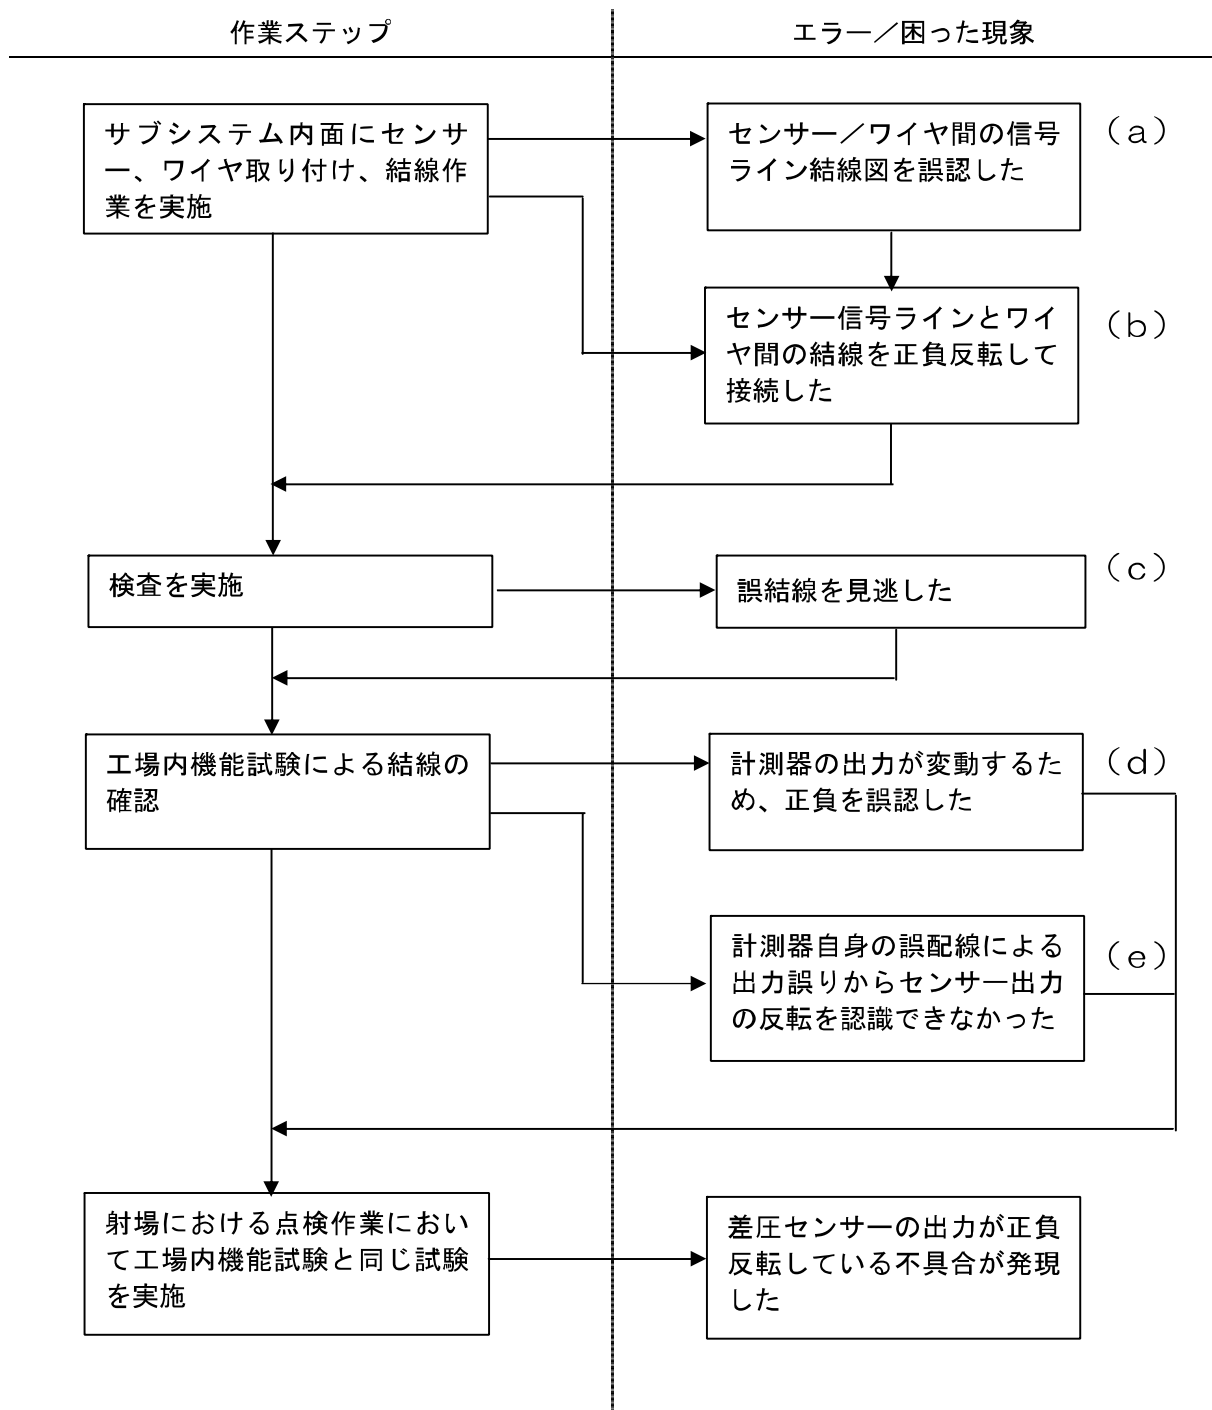 作業ステップ
エラー／困った現象
サブシステム内面にセンサ
ー、ワイヤ取り付け、結線作
業を実施
センサー／ワイヤ間の信号
ライン結線図を誤認した
（a）
センサー信号ラインとワイ
ヤ間の結線を正負反転して
接続した
（b）
検査を実施
誤結線を見逃した
（c）
工場内機能試験による結線の
確認
計測器の出力が変動するた
め、正負を誤認した
（d）
計測器自身の誤配線による
出力誤りからセンサー出力
の反転を認識できなかった
（e）
射場における点検作業におい
て工場内機能試験と同じ試験
を実施
差圧センサーの出力が正負
反転している不具合が発現
した